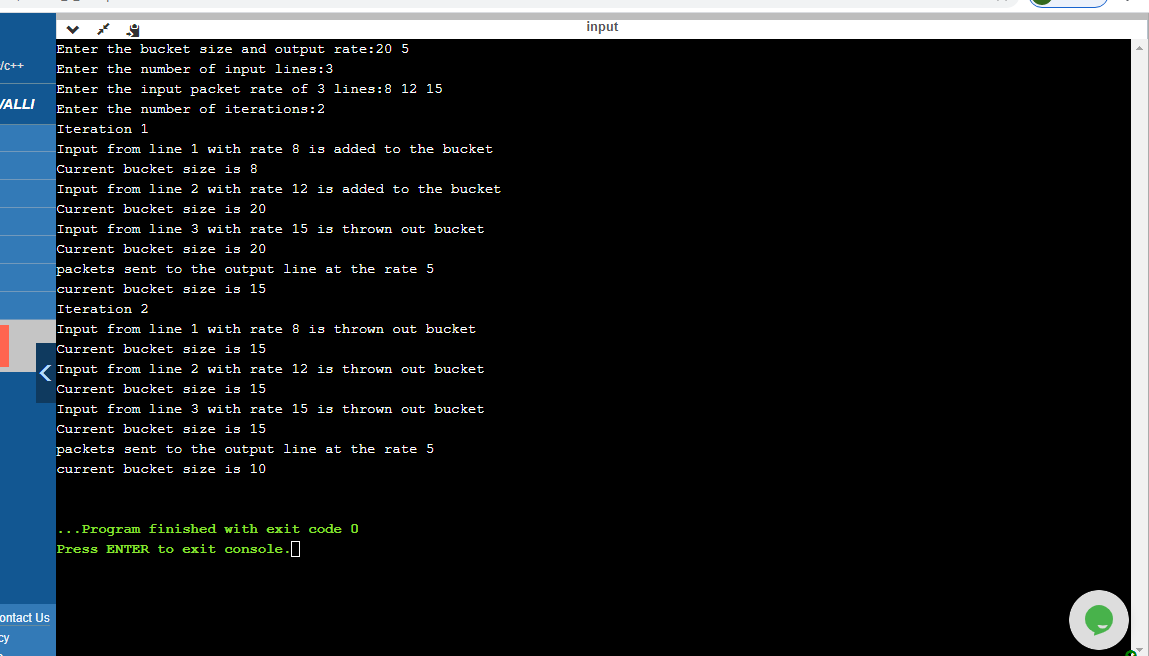 input
/c++
VALLI
Enter the bucket size and output rate:20 5
Enter the number of input lines:3
Enter the input packet rate of 3 lines:8 12 15
Enter the number of iterations:2
Iteration 1
Input from line 1 with rate 8 is added to the bucket
Current bucket size is 8
Input from line 2 with rate 12 is added to the bucket
Current bucket size is 20
Input from line 3 with rate 15 is thrown out bucket
Current bucket size is 20
packets sent to the output line at the rate 5
current bucket size is 15
Iteration 2
Input from line 1 with rate 8 is thrown out bucket
Current bucket size is 15
Input from line 2 with rate 12 is thrown out bucket
Current bucket size is 15
Input from line 3 with rate 15 is thrown out bucket
Current bucket size is 15
packets sent to the output line at the rate 5
current bucket size is 10
...Program finished with exit code 0
Press ENTER to exit console.
ontact Us
cy